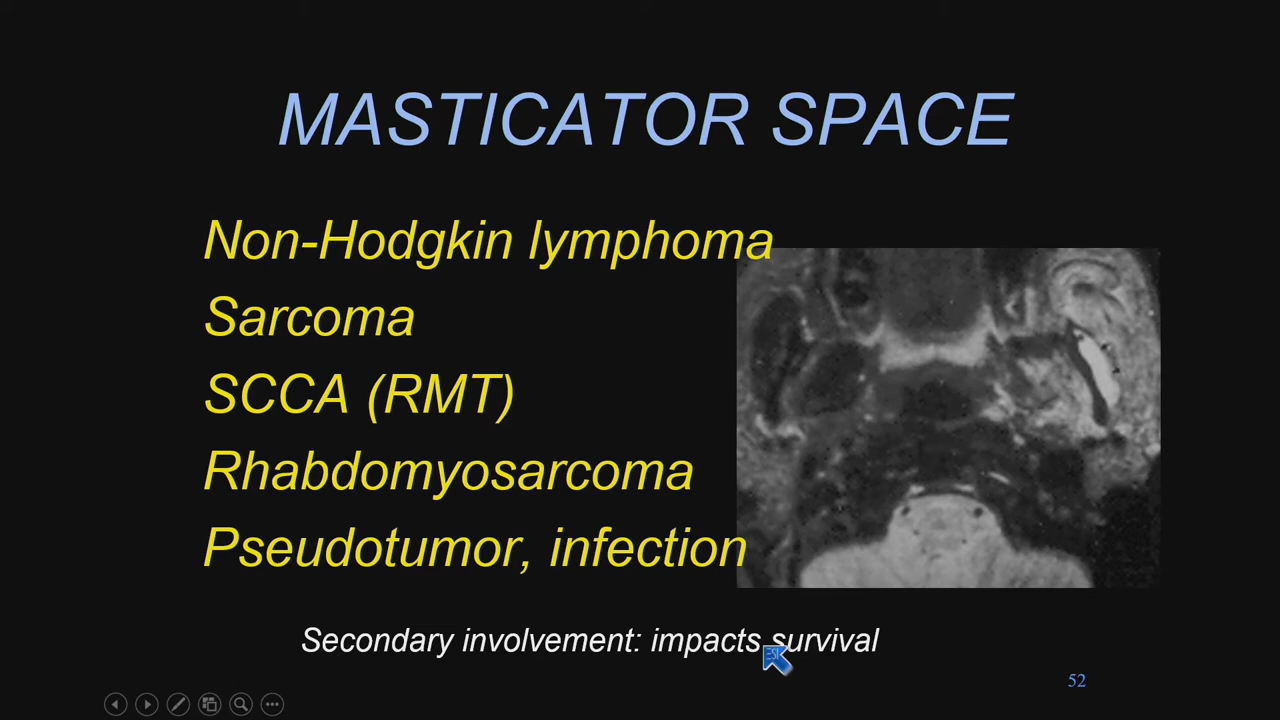 MASTICATOR SPACE
Non-Hodgkin lymphoma
Sarcoma
SCCA (RMT)
Rhabdomyosarcoma
Pseudotumor, infection
Secondary involvement: impacts survival
52